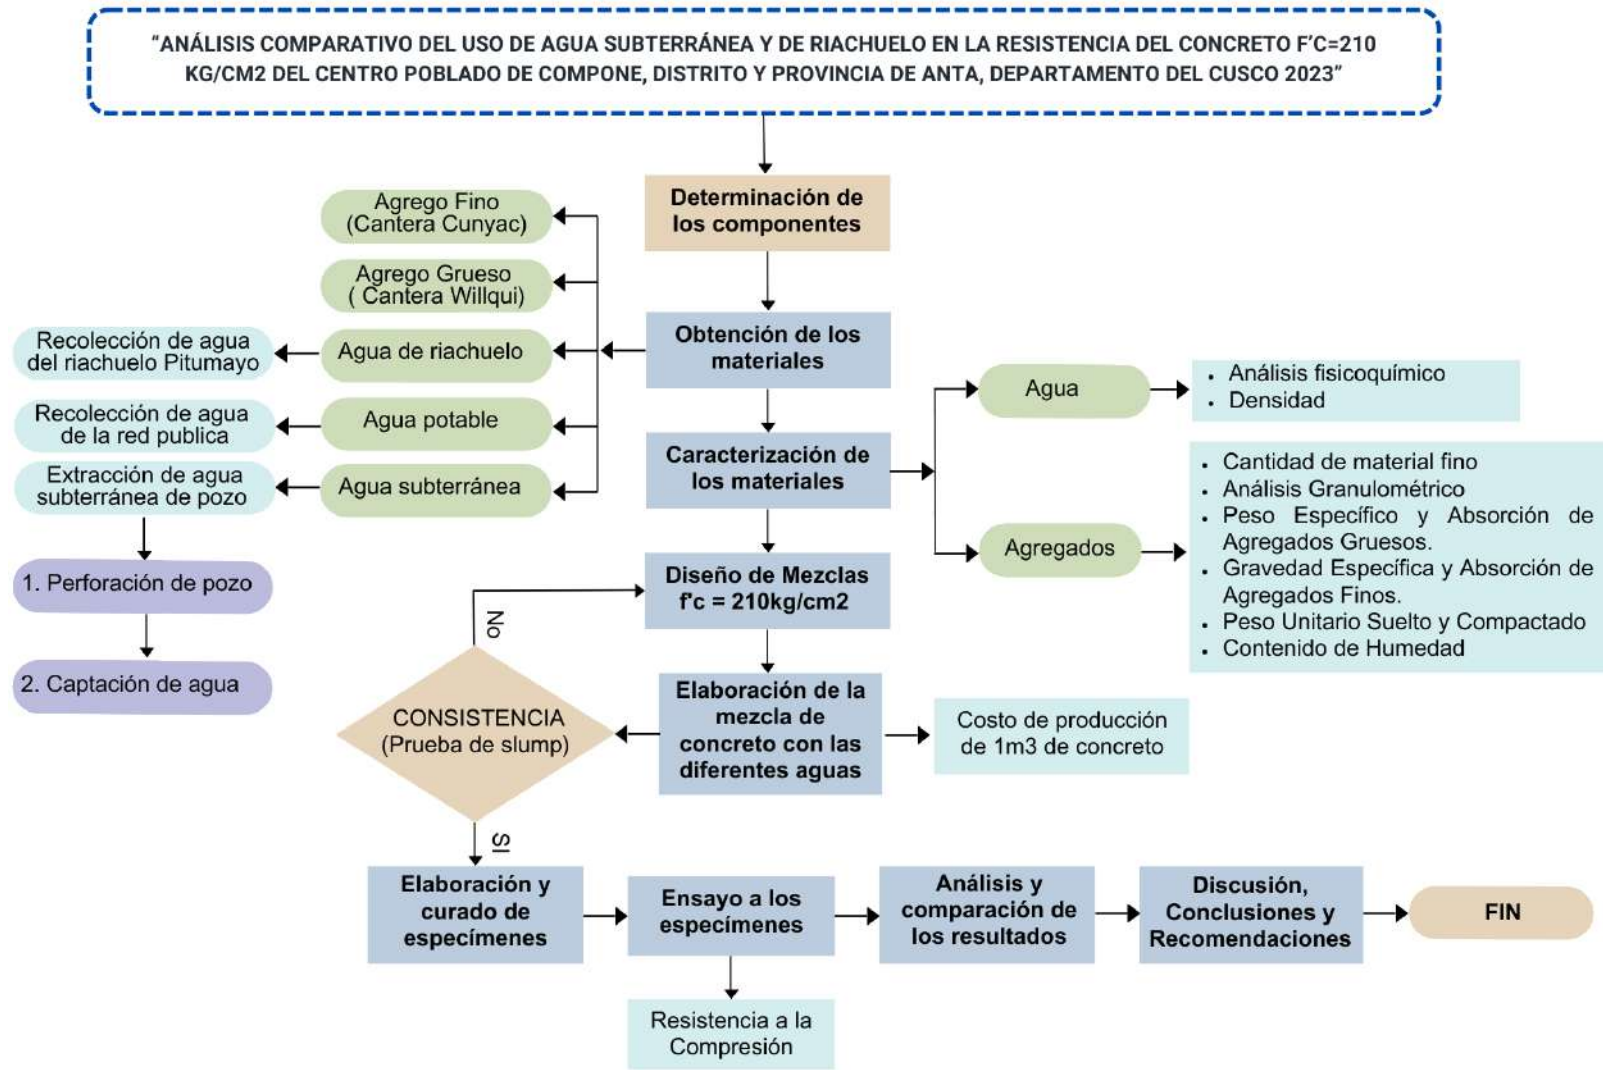 "ANÁLISIS COMPARATIVO DEL USO DE AGUA SUBTERRÁNEA Y DE RIACHUELO EN LA RESISTENCIA DEL CONCRETO F'C=210
KG/CM2 DEL CENTRO POBLADO DE COMPONE, DISTRITO Y PROVINCIA DE ANTA, DEPARTAMENTO DEL CUSCO 2023"
Determinación de
los componentes
Agrego Fino
(Cantera Cunyac)
Agrego Grueso
( Cantera Willqui)
Obtención de los
materiales
Recolección de agua
del riachuelo Pitumayo
Agua de riachuelo
Recolección de agua
de la red publica
Agua potable
Extracción de agua
subterránea de pozo
Agua subterránea
1. Perforación de pozo
2. Captación de agua
Caracterización de
los materiales
Agua
• Análisis fisicoquímico
• Densidad
Agregados
• Cantidad de material fino
• Análisis Granulométrico
• Peso Específico y Absorción de
Agregados Gruesos.
• Gravedad Específica y Absorción de
Agregados Finos.
• Peso Unitario Suelto y Compactado
• Contenido de Humedad
Diseño de Mezclas
f'c = 210kg/cm2
No
Elaboración de la
mezcla de
concreto con las
diferentes aguas
CONSISTENCIA
(Prueba de slump)
Costo de producción
de 1m3 de concreto
SI
Elaboración y
curado de
especímenes
Ensayo a los
especímenes
Análisis y
comparación de
los resultados
Discusión,
Conclusiones y
Recomendaciones
FIN
Resistencia a la
Compresión